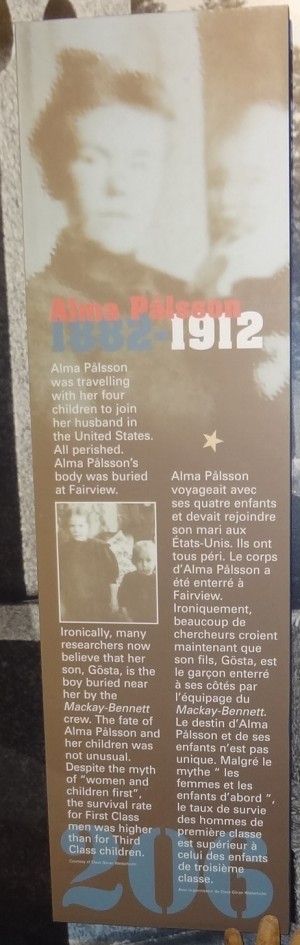 Alma Pålsson
1882-1912
Alma Pålsson
was travelling
with her four
children to join
her husband in
the United States.
All perished.
Alma Pålsson's
body was buried
at Fairview.
Ironically, many
researchers now
believe that her
son, Gösta, is the
boy buried near
her by the
Mackay-Bennett
crew. The fate of
Alma Pålsson and
her children was
not unusual.
Despite the myth
of “women and
children first”,
the survival rate
for First Class
men was higher
than for Third
Class children.
Alma Pålsson
voyageait avec
ses quatre enfants
et devait rejoindre
son mari aux
États-Unis. Ils ont
tous péri. Le corps
d'Alma Pålsson a
été enterré à
Fairview.
Ironiquement,
beaucoup de
chercheurs croient
maintenant que
son fils, Gösta, est
le garçon enterré
à ses côtés par
l'équipage du
Mackay-Bennett.
Le destin d'Alma
Pålsson et de ses
enfants n'est pas
unique. Malgré le
mythe “ les
femmes et les
enfants d'abord ”,
le taux de survie
des hommes de
première classe
est supérieur à
celui des enfants
de troisième
classe.
206